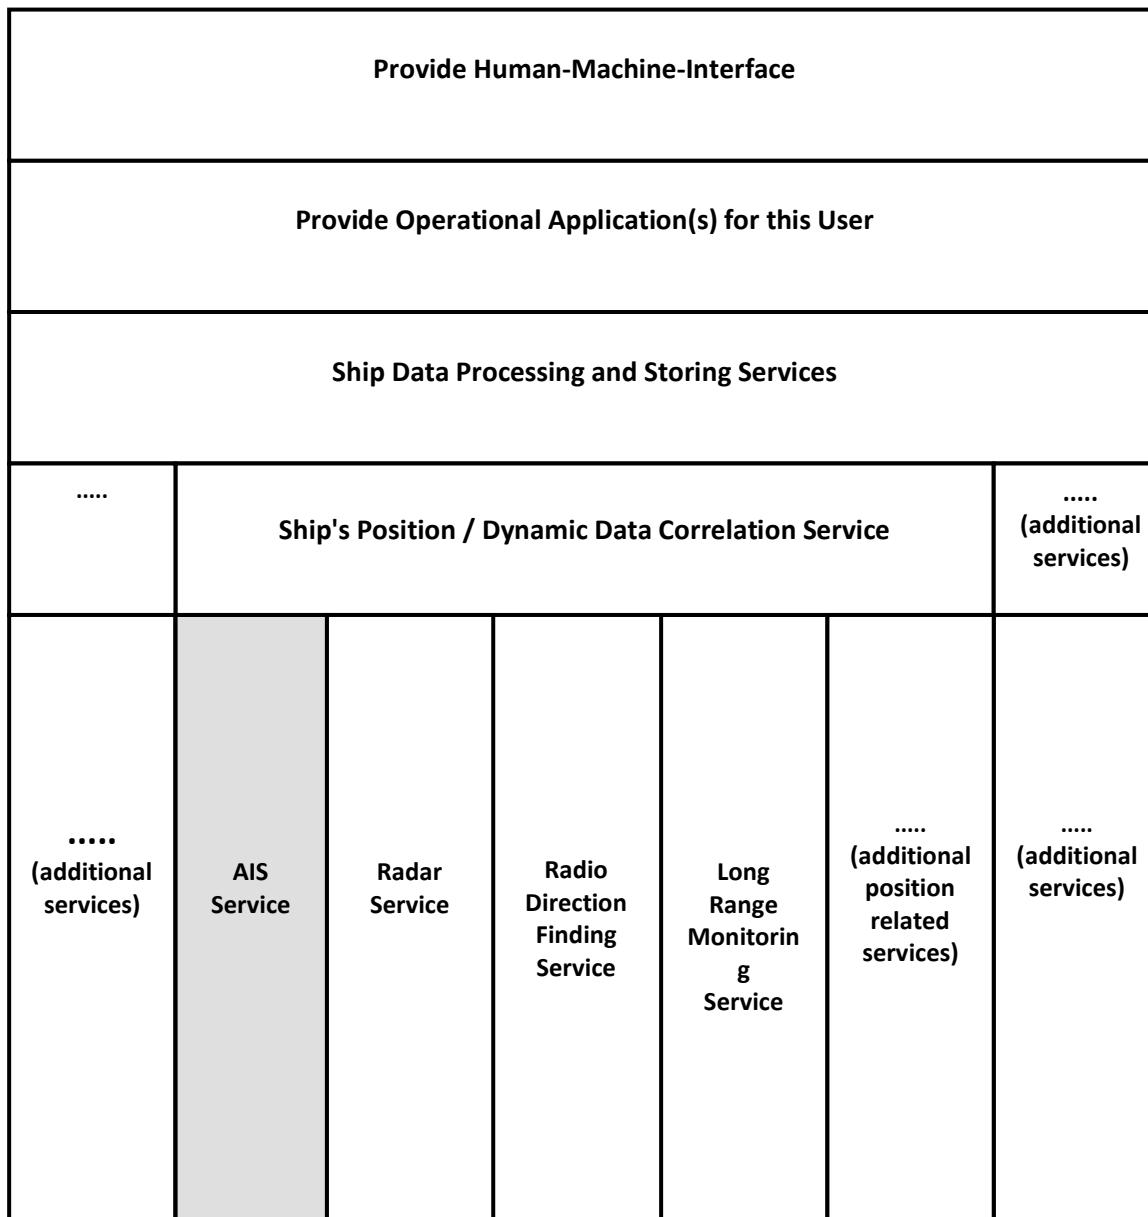 Provide Human-Machine-Interface
Provide Operational Application(s) for this User
Ship Data Processing and Storing Services
.....
Ship's Position / Dynamic Data Correlation Service
.....
(additional
services)
.....
(additional
services)
AIS
Service
Radar
Service
Radio
Direction
Finding
Service
Long
Range
Monitorin
g
Service
.....
(additional
position
related
services)
.....
(additional
services)